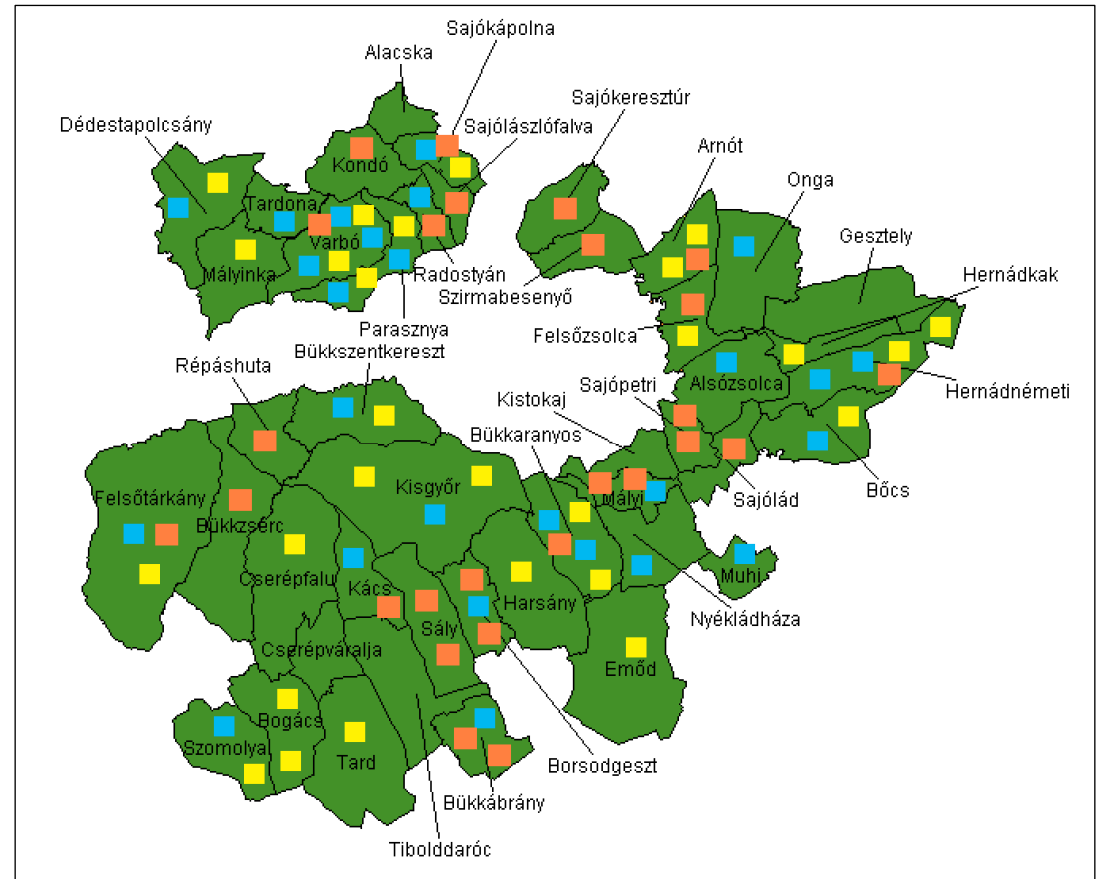 Sajókápolna
Alacska
Sajókeresztúr
Dédestapolcsány
Sajólászlófalva
Arnót
Kondó
Onga
Tardona
Gesztely
Varbó
Hernádkak
Mályinka
Radostyán
Szirmabesenyő
Parasznya
Felsőzsolca
Bükkszentkereszt
Répáshuta
Alsózsolca
Sajópetri
Hernádnémeti
Kistokaj
Bükkaranyos
Kisgyőr
Felsőtárkány
Mályi
Sajólád
Bőcs
Bükkzsérc
Muhi
Cserépfalu
Kács
Harsány
Nyékládháza
Sály
Cserépváralja
Emőd
Bogács
Szomolya
Tard
Borsodgeszt
Bükkábrány
Tibolddaróc